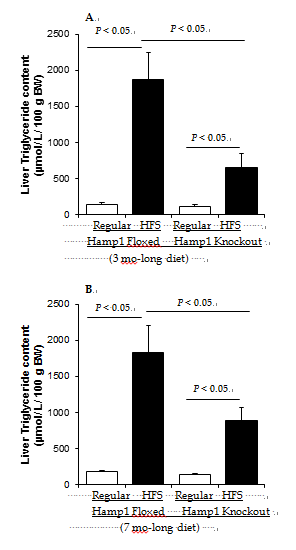 A.
P < 0.05.
P < 0.05.
P < 0.05.
Liver Triglyceride content
(µmol/ L/ 100 g BW)
2500
2000
1500
1000
500
0
Regular HFS Regular HFS
Hamp1 Floxed Hamp1 Knockout
(3 mo-long diet)
B.
P < 0.05.
P < 0.05.
P < 0.05.
Liver Triglyceride content
(µmol/ L/ 100 g BW)
2500
2000
1500
1000
500
0
Regular HFS Regular HFS
Hamp1 Floxed Hamp1 Knockout
(7 mo-long diet)